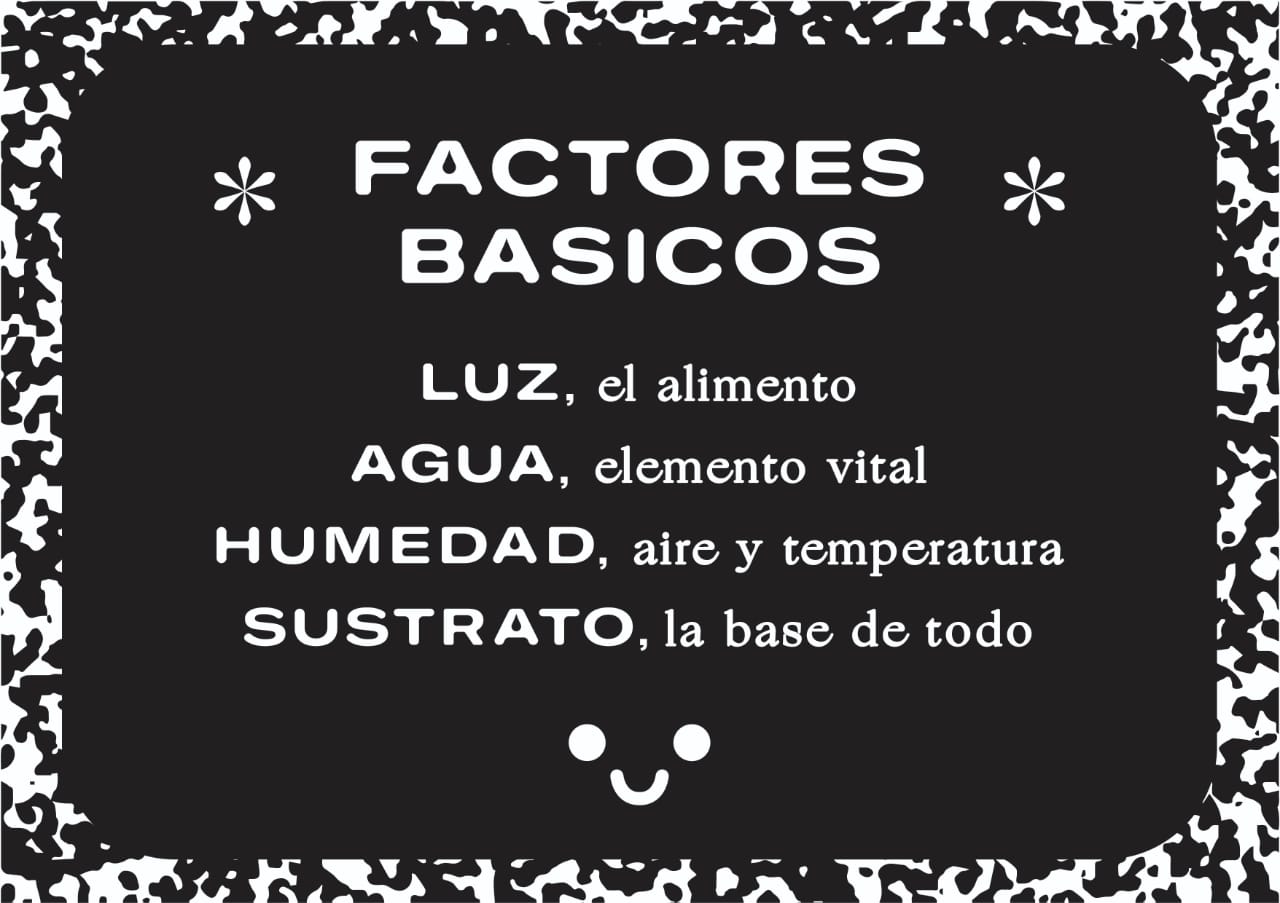 FACTORES
BASICOS
LUZ, el alimento
AGUA, elemento vital
HUMEDAD, aire y temperatura
SUSTRATO, la base de todo